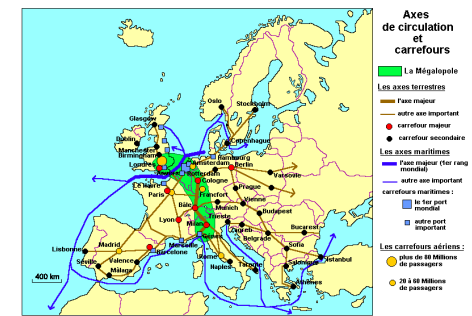 Axes
de circulation
et
carrefours
La Mégalopole
Les axes terrestres
l'axe majeur
autre axe important
carrefour majeur
carrefour secondaire
Les axes maritimes
l'axe majeur (1er rang
mondial)
autre axe important
carrefours maritimes :
le 1er port
mondial
autre port
important
Les carrefours aériens :
plus de 80 Millions
de passagers
20 à 60 Millions
de passagers
Oslo
Stockholm
Glasgow
Dublin
Copenhague
Manchester
Birmingham
Londres
Amsterdam
Hambourg
Berlin
Rotterdam
Varsovie
Anvers
Cologne
Le Havre
Paris
Francfort
Prague
Munich
Vienne
Bâle
Budapest
Lyon
Milan
Trieste
Zagreb
Belgrade
Bucarest
Gênes
Marseille
Sofia
Istanbul
Madrid
Barcelone
Rome
Lisbonne
Valence
Naples
Tarente
Salonique
Séville
Málaga
Athènes
400 km